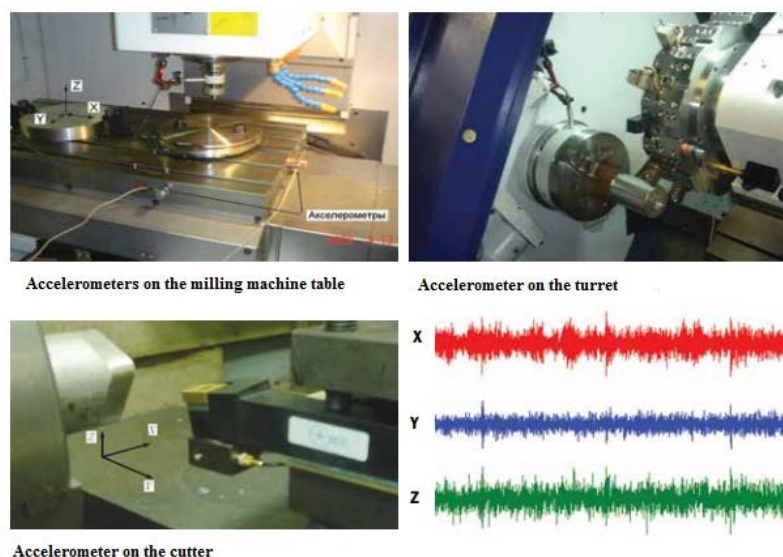 Z
X
Y
Акселерометры
Accelerometers on the milling machine table
Accelerometer on the turret
Z
Accelerometer on the cutter
X
Y
Z